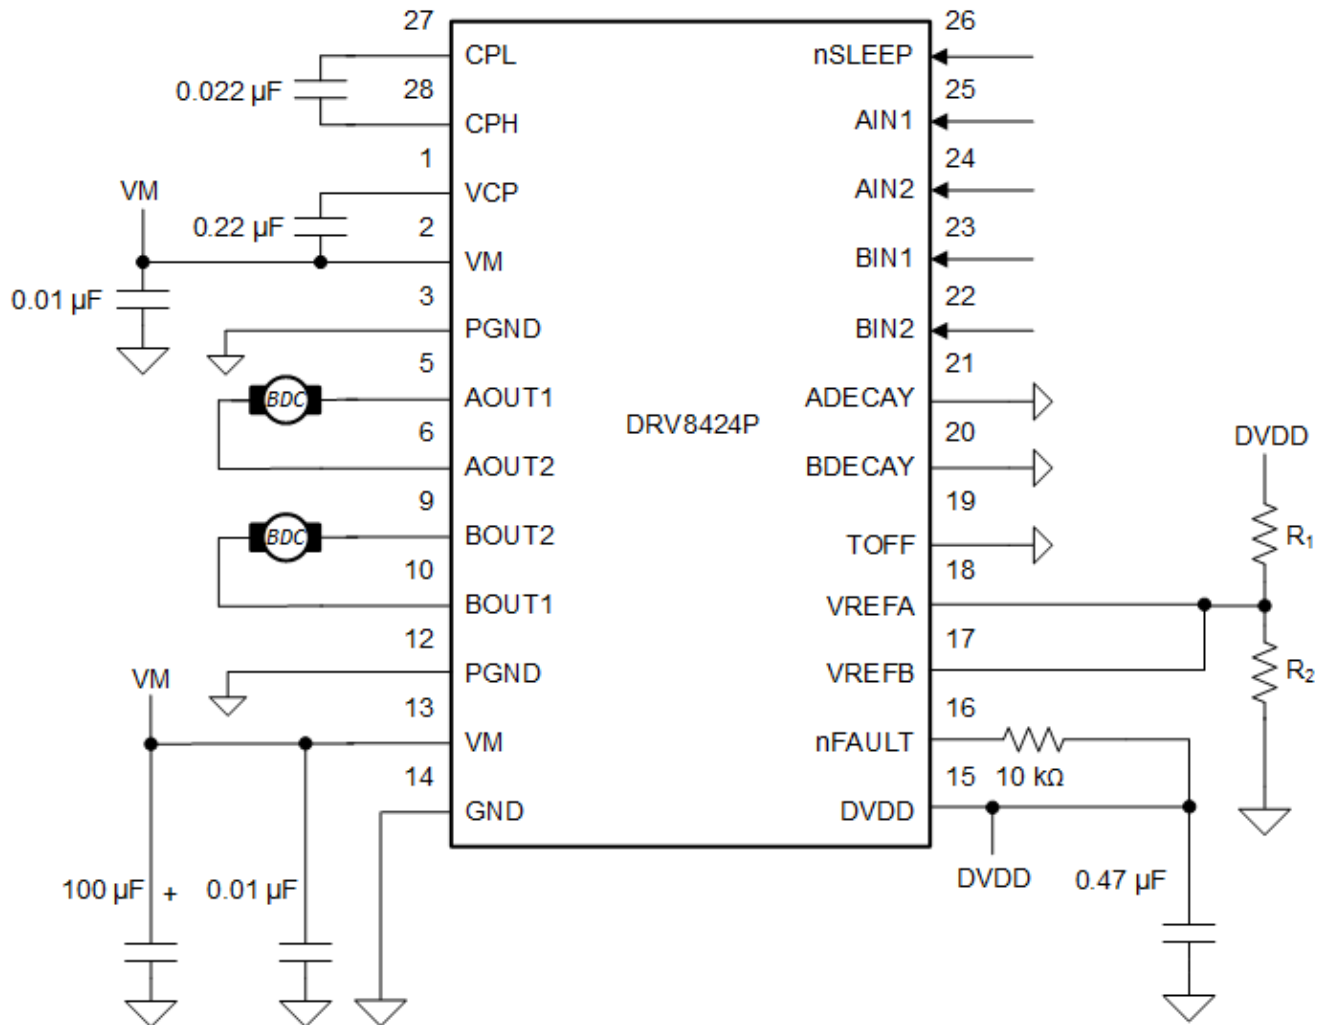 27
CPL
0.022 µF
28
CPH
1
VM
VCP
0.22 µF
2
VM
0.01 µF
3
PGND
5
BDC
AOUT1
6
AOUT2
9
BDC
BOUT2
10
BOUT1
12
VM
PGND
13
VM
14
GND
100 µF +
0.01 µF
DRV8424P
26
nSLEEP
25
AIN1
24
AIN2
23
BIN1
22
BIN2
21
ADECAY
20
BDECAY
19
TOFF
18
VREFA
17
VREFB
16
nFAULT
10 kΩ
15
DVDD
DVDD
0.47 µF
DVDD
R1
R2